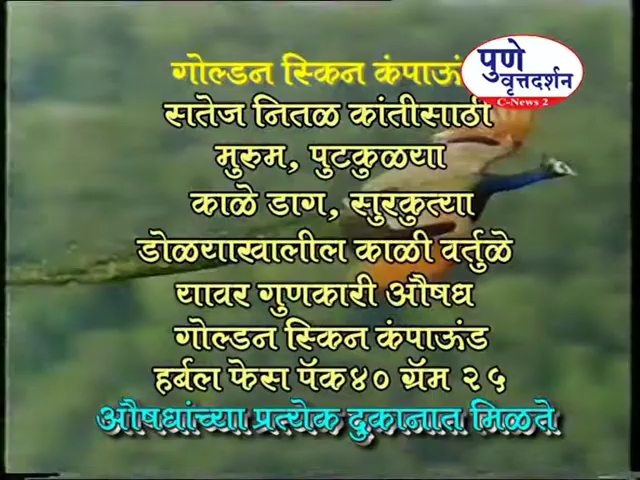 गोल्डन स्किन कंपाऊं
पुणे
वृत्तदर्शन
C-News 2
सतेज नितळ कांतीसाठी
मुरुम, पुटकुळया
काळे डाग, सुरकुत्या
डोळयाखालील काळी वर्तुळे
यावर गुणकारी औषध
गोल्डन स्किन कंपाऊंड
हर्बल फेस पॅक४० ग्रॅम २५
औषधांच्या प्रत्येक दुकानात मिळते